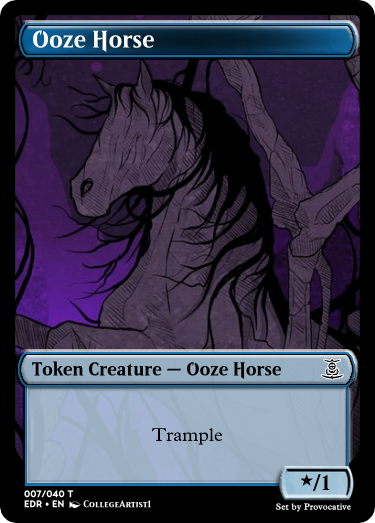 Ooze Horse
Token Creature — Ooze Horse
Trample
★/1
007/040 T
EDR • EN CollegeArtist1
Set by Provocative